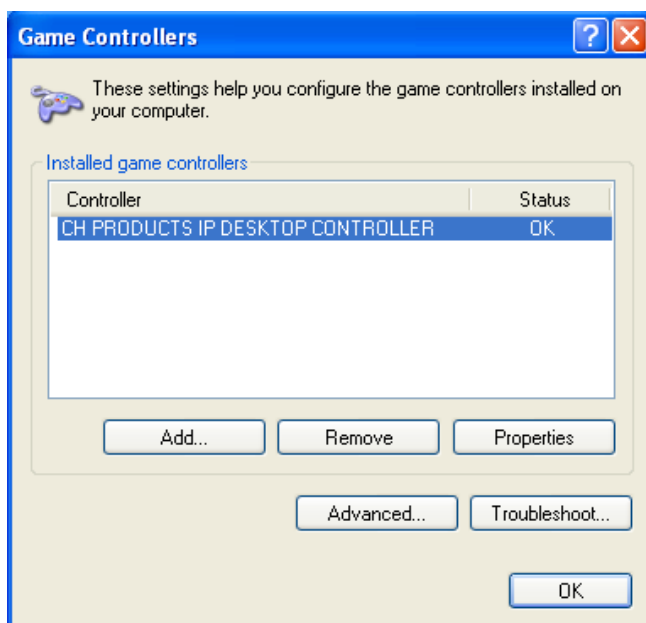 Game Controllers
?
These settings help you configure the game controllers installed on
your computer.
Installed game controllers
Controller Status
CH PRODUCTS IP DESKTOP CONTROLLER OK
Add... Remove Properties
Advanced... Troubleshoot...
OK